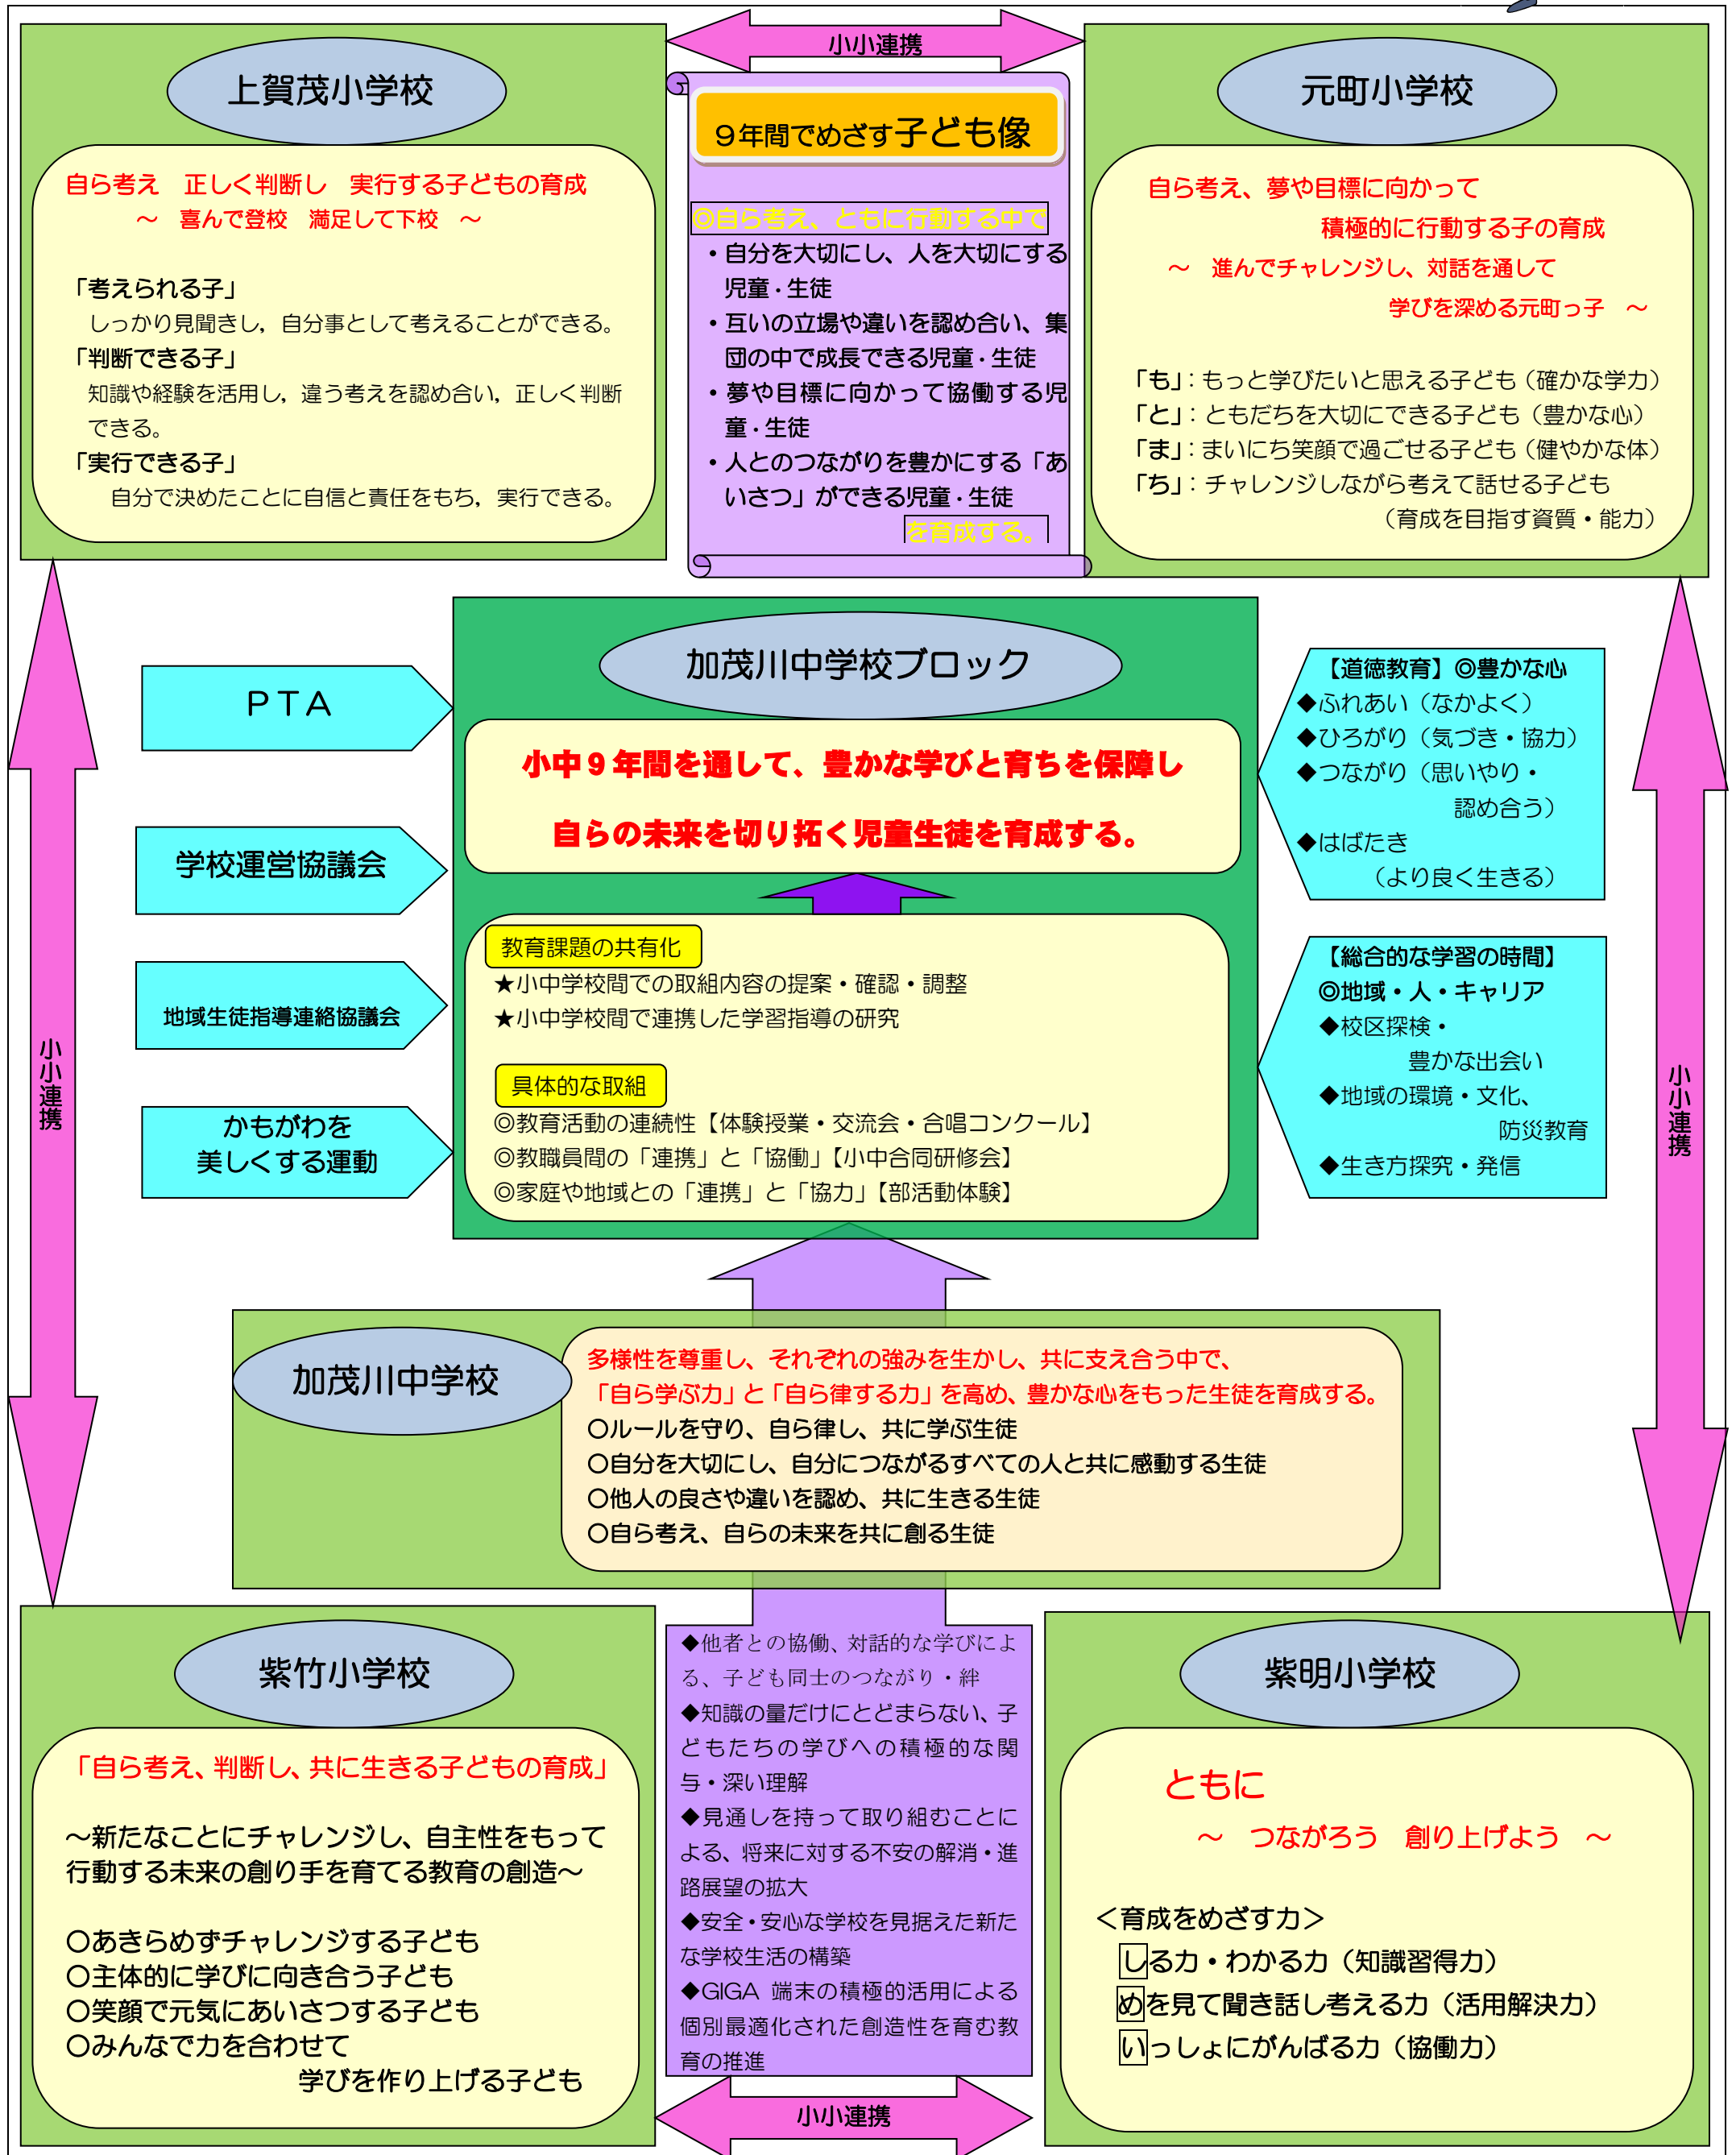 小小連携
上賀茂小学校
自ら考え　正しく判断し　実行する子どもの育成
～　喜んで登校　満足して下校　～
「考えられる子」
しっかり見聞きし，自分事として考えることができる。
「判断できる子」
知識や経験を活用し，違う考えを認め合い，正しく判断
できる。
「実行できる子」
自分で決めたことに自信と責任をもち，実行できる。
９年間でめざす子ども像
◎自ら考え、ともに行動する中で
・自分を大切にし、人を大切にする
児童・生徒
・互いの立場や違いを認め合い、集
団の中で成長できる児童・生徒
・夢や目標に向かって協働する児
童・生徒
・人とのつながりを豊かにする「あ
いさつ」ができる児童・生徒
を育成する。
元町小学校
自ら考え、夢や目標に向かって
積極的に行動する子の育成
～　進んでチャレンジし、対話を通して
学びを深める元町っ子　～
「も」：もっと学びたいと思える子ども（確かな学力）
「と」：ともだちを大切にできる子ども（豊かな心）
「ま」：まいにち笑顔で過ごせる子ども（健やかな体）
「ち」：チャレンジしながら考えて話せる子ども
（育成を目指す資質・能力）
小小連携
ＰＴＡ
学校運営協議会
地域生徒指導連絡協議会
かもがわを
美しくする運動
加茂川中学校ブロック
小中９年間を通して、豊かな学びと育ちを保障し
自らの未来を切り拓く児童生徒を育成する。
教育課題の共有化
★小中学校間での取組内容の提案・確認・調整
★小中学校間で連携した学習指導の研究
具体的な取組
◎教育活動の連続性【体験授業・交流会・合唱コンクール】
◎教職員間の「連携」と「協働」【小中合同研修会】
◎家庭や地域との「連携」と「協力」【部活動体験】
【道徳教育】◎豊かな心
◆ふれあい（なかよく）
◆ひろがり（気づき・協力）
◆つながり（思いやり・
認め合う）
◆はばたき
（より良く生きる）
【総合的な学習の時間】
◎地域・人・キャリア
◆校区探検・
豊かな出会い
◆地域の環境・文化、
防災教育
◆生き方探究・発信
小小連携
加茂川中学校
多様性を尊重し、それぞれの強みを生かし、共に支え合う中で、
「自ら学ぶ力」と「自ら律する力」を高め、豊かな心をもった生徒を育成する。
〇ルールを守り、自ら律し、共に学ぶ生徒
〇自分を大切にし、自分につながるすべての人と共に感動する生徒
〇他人の良さや違いを認め、共に生きる生徒
〇自ら考え、自らの未来を共に創る生徒
紫竹小学校
「自ら考え、判断し、共に生きる子どもの育成」
～新たなことにチャレンジし、自主性をもって
行動する未来の創り手を育てる教育の創造～
〇あきらめずチャレンジする子ども
〇主体的に学びに向き合う子ども
〇笑顔で元気にあいさつする子ども
〇みんなで力を合わせて
学びを作り上げる子ども
◆他者との協働、対話的な学びによ
る、子ども同士のつながり・絆
◆知識の量だけにとどまらない、子
どもたちの学びへの積極的な関
与・深い理解
◆見通しを持って取り組むことに
よる、将来に対する不安の解消・進
路展望の拡大
◆安全・安心な学校を見据えた新た
な学校生活の構築
◆GIGA 端末の積極的活用による
個別最適化された創造性を育む教
育の推進
小小連携
紫明小学校
ともに
～　つながろう　創り上げよう　～
＜育成をめざす力＞
しる力・わかる力（知識習得力）
めを見て聞き話し考える力（活用解決力）
いっしょにがんばる力（協働力）